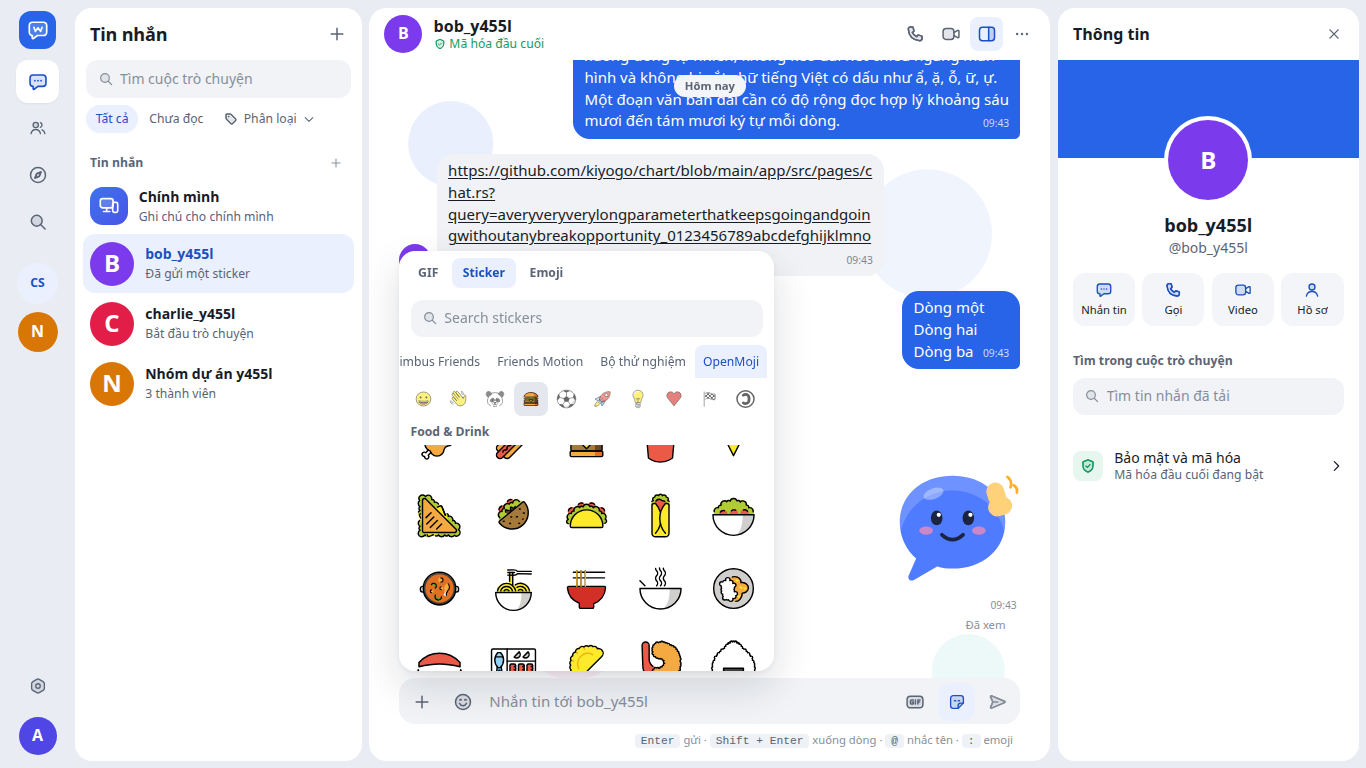 Tin nhắn
Tìm cuộc trò chuyện
Tất cả
Chưa đọc
Phân loại
Tin nhắn
Chính mình
Ghi chú cho chính mình
bob_y455l
Đã gửi một sticker
charlie_y455l
Bắt đầu trò chuyện
Nhóm dự án y455l
3 thành viên
CS
N
B
C
N
A
B
bob_y455l
Mã hóa đầu cuối
hình và không
chữ tiếng Việt có dấu như ẩ, ặ, ỗ, ữ, ự.
Hôm nay
Một đoạn văn bản dài cần có độ rộng đọc hợp lý khoảng sáu
mươi đến tám mươi ký tự mỗi dòng.
09:43
https://github.com/kiyogo/chart/blob/main/app/src/pages/c
hat.rs?
query=averyveryverylongparameterthatkeepsgoingandgoin
gwithoutanybreakopportunity_0123456789abcdefghijklmno
09:43
Dòng một
Dòng hai
Dòng ba
09:43
GIF
Sticker
Emoji
Search stickers
imbus Friends
Friends Motion
Bộ thử nghiệm
OpenMoji
Food & Drink
09:43
Đã xem
Nhắn tin tới bob_y455l
GIF
Enter gửi · Shift + Enter xuống dòng · @ nhắc tên · : emoji
Thông tin
B
bob_y455l
@bob_y455l
Nhắn tin
Gọi
Video
Hồ sơ
Tìm trong cuộc trò chuyện
Tìm tin nhắn đã tải
Bảo mật và mã hóa
Mã hóa đầu cuối đang bật